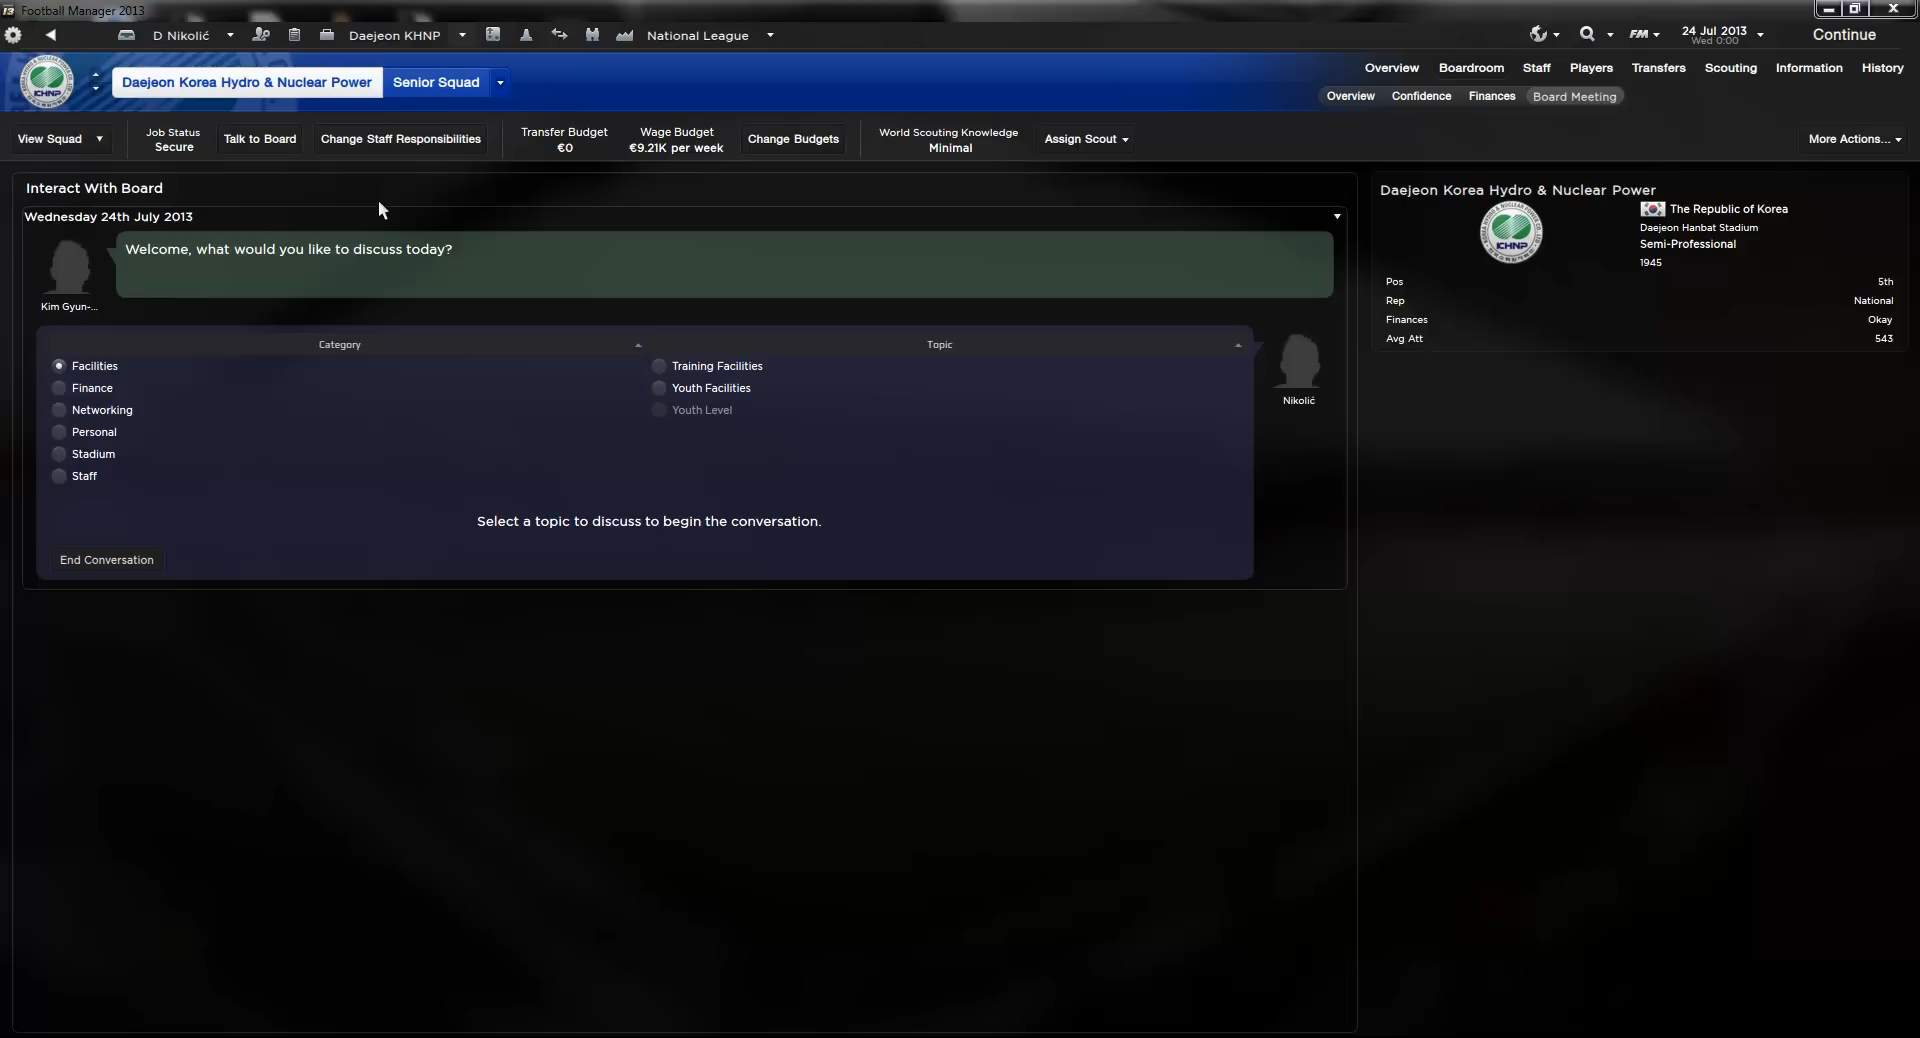 Football Manager 2013
D Nikolić
Daejeon KHNP
National League
FM
24 Jul 2013
Wed 0:00
Continue
KHNP
Daejeon Korea Hydro & Nuclear Power
Senior Squad
Overview Boardroom Staff Players Transfers Scouting Information History
Overview Confidence Finances Board Meeting
View Squad
Job Status
Secure
Talk to Board
Change Staff Responsibilities
Transfer Budget
€0
Wage Budget
€9.21K per week
Change Budgets
World Scouting Knowledge
Minimal
Assign Scout
More Actions...
Interact With Board
Wednesday 24th July 2013
Welcome, what would you like to discuss today?
Kim Gyun-...
Category Topic
Facilities Training Facilities
Finance Youth Facilities
Networking Youth Level
Personal
Stadium
Staff
Nikolić
Select a topic to discuss to begin the conversation.
End Conversation
Daejeon Korea Hydro & Nuclear Power
KHNP
The Republic of Korea
Daejeon Hanbat Stadium
Semi-Professional
1945
Pos 5th
Rep National
Finances Okay
Avg Att 543